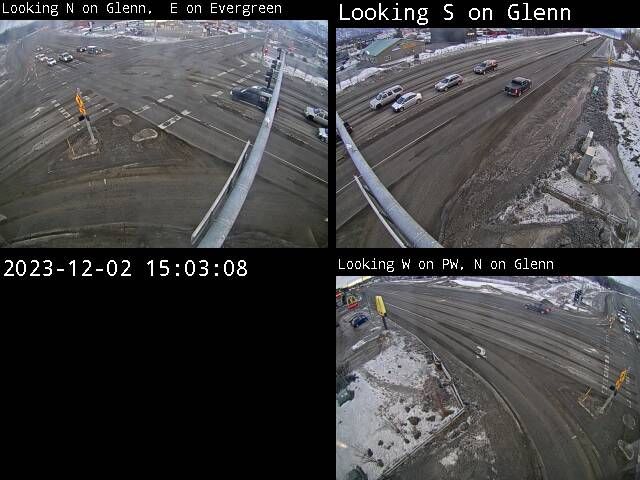 Looking N on Glenn,  E on Evergreen
Looking S on Glenn
2023-12-02 15:03:08
Looking W on PW, N on Glenn